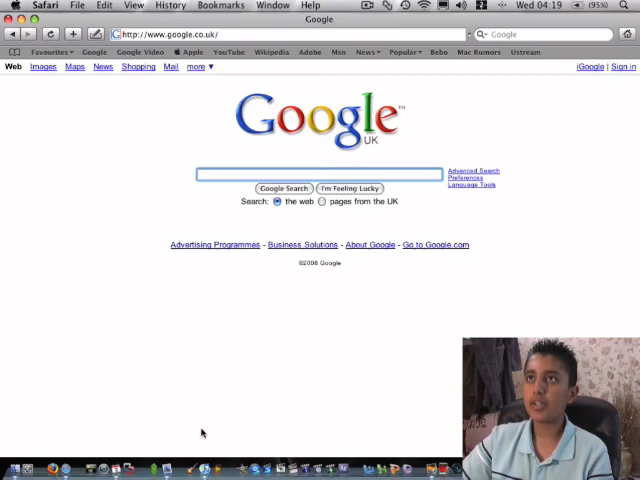 Safari File Edit View History Bookmarks Window Help Wed 04:19 (95%)
Google
http://www.google.co.uk/ Google
Favourites Google Google Video Apple YouTube Wikipedia Adobe Msn News Popular Bebo Mac Rumors Ustream
Web Images Maps News Shopping Mail more ▼ iGoogle | Sign in
Google™
UK
Advanced Search
Preferences
Language Tools
Google Search I'm Feeling Lucky
Search: the web pages from the UK
Advertising Programmes - Business Solutions - About Google - Go to Google.com
©2008 Google